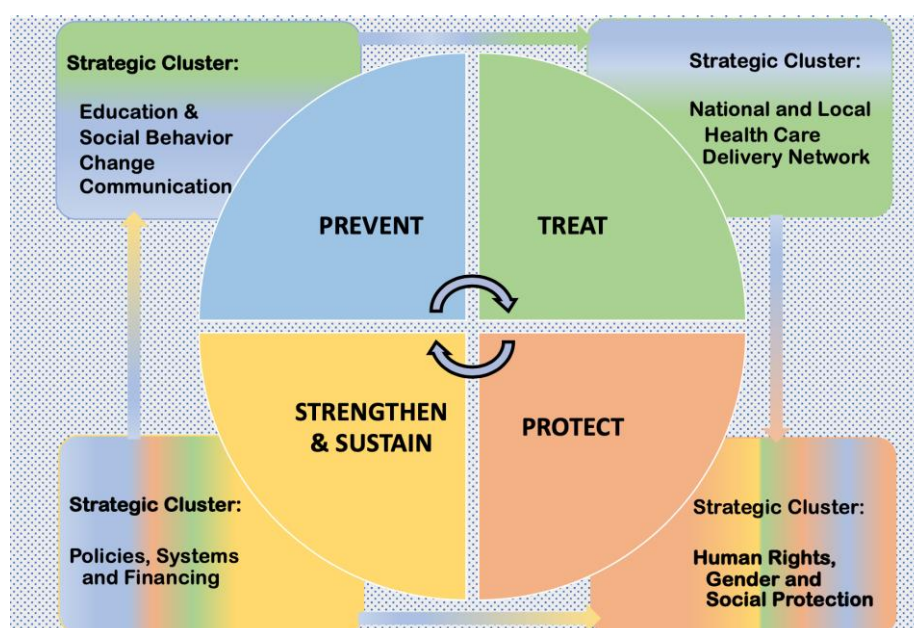 Strategic Cluster:
Education &
Social Behavior
Change
Communication
Strategic Cluster:
National and Local
Health Care
Delivery Network
PREVENT
TREAT
STRENGTHEN
& SUSTAIN
PROTECT
Strategic Cluster:
Policies, Systems
and Financing
Strategic Cluster:
Human Rights,
Gender and
Social Protection